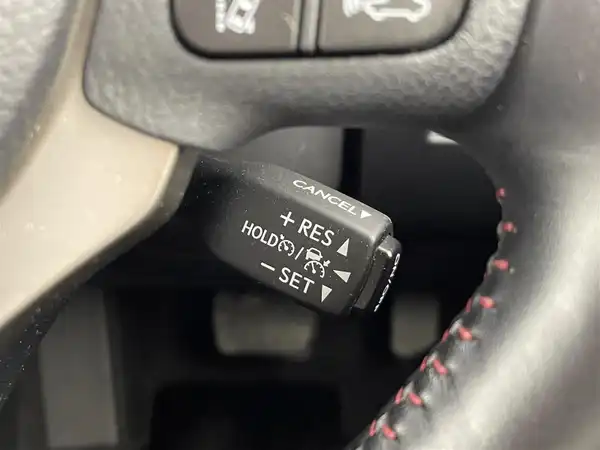 CANCEL▼
+ RES ▲
HOLD / ◀
− SET ▼